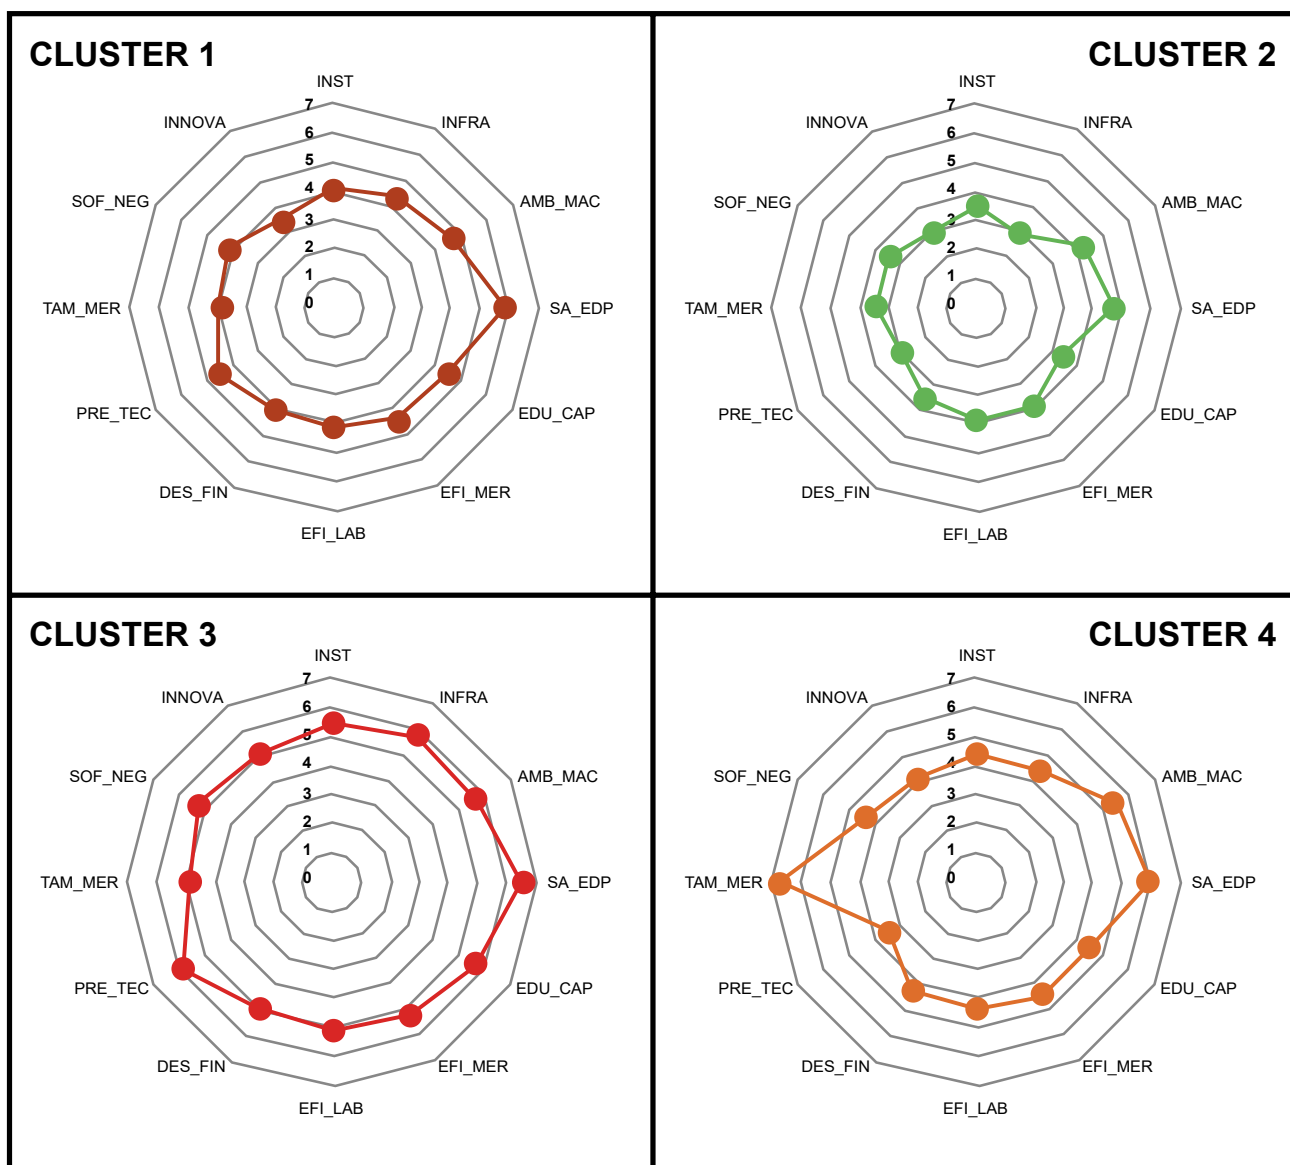 CLUSTER 1
INST
INFRA
AMB_MAC
SA_EDP
EDU_CAP
EFI_MER
EFI_LAB
DES_FIN
PRE_TEC
TAM_MER
SOF_NEG
INNOVA
7
6
5
4
3
2
1
0
CLUSTER 2
INST
INFRA
AMB_MAC
SA_EDP
EDU_CAP
EFI_MER
EFI_LAB
DES_FIN
PRE_TEC
TAM_MER
SOF_NEG
INNOVA
7
6
5
4
3
2
1
0
CLUSTER 3
INST
INFRA
AMB_MAC
SA_EDP
EDU_CAP
EFI_MER
EFI_LAB
DES_FIN
PRE_TEC
TAM_MER
SOF_NEG
INNOVA
7
6
5
4
3
2
1
0
CLUSTER 4
INST
INFRA
AMB_MAC
SA_EDP
EDU_CAP
EFI_MER
EFI_LAB
DES_FIN
PRE_TEC
TAM_MER
SOF_NEG
INNOVA
7
6
5
4
3
2
1
0